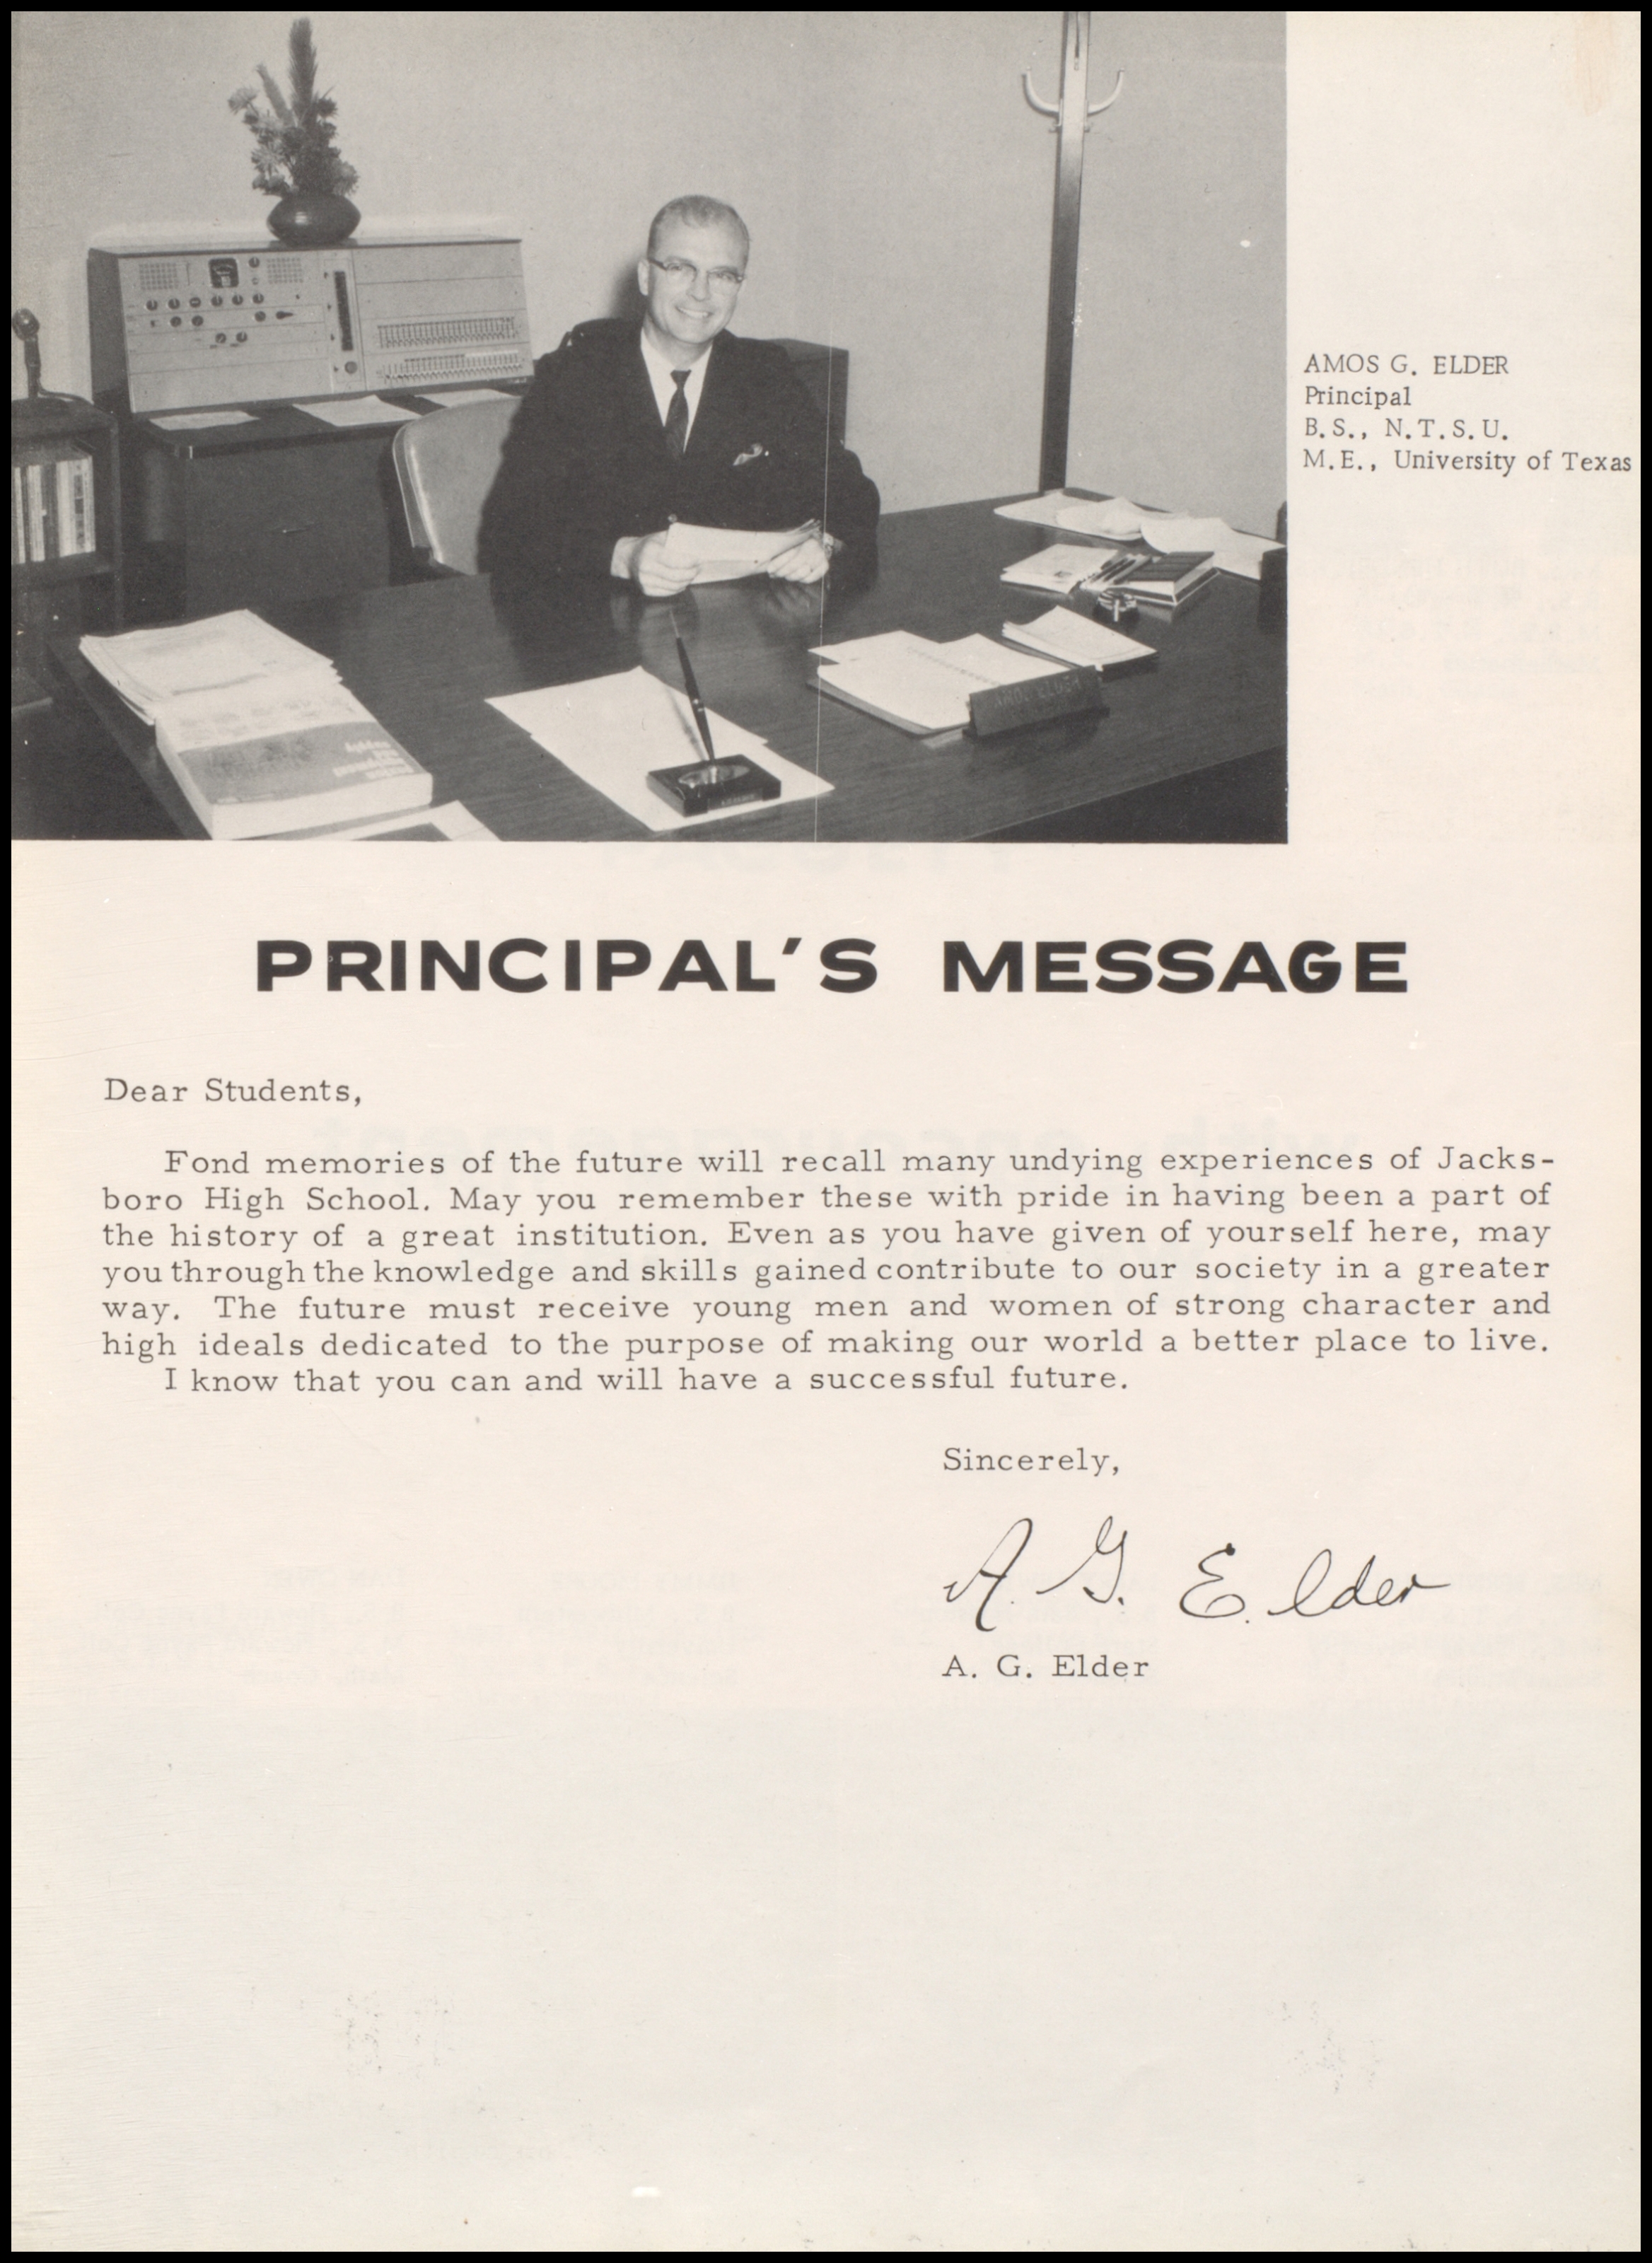 AMOS G. ELDER
Principal
B.S., N.T.S.U.
M.E., University of Texas
ELDER
PRINCIPAL'S MESSAGE
Dear Students,
Fond memories of the future will recall many undying experiences of Jacks-
boro High School. May you remember these with pride in having been a part of
the history of a great institution. Even as you have given of yourself here, may
you through the knowledge and skills gained contribute to our society in a greater
way. The future must receive young men and women of strong character and
high ideals dedicated to the purpose of making our world a better place to live.
I know that you can and will have a successful future.
Sincerely,
A. G. Elder
A. G. Elder